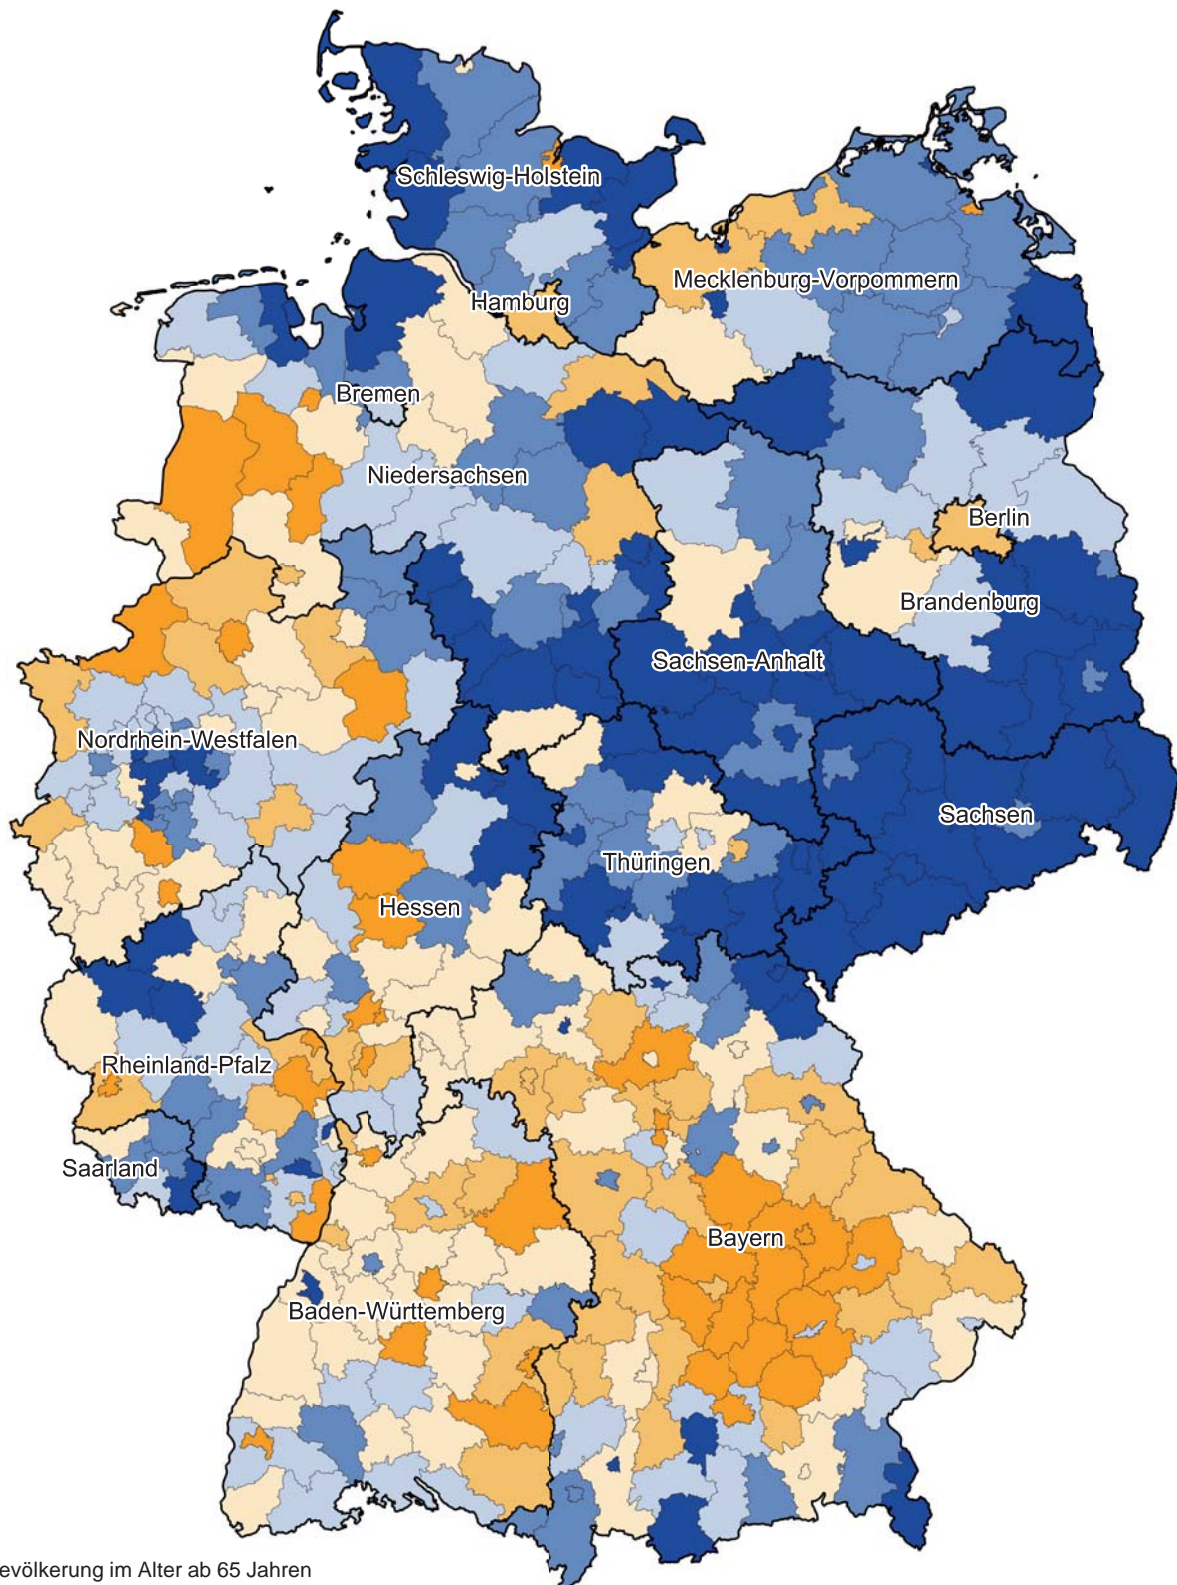 Schleswig-Holstein
Mecklenburg-Vorpommern
Hamburg
Bremen
Niedersachsen
Berlin
Brandenburg
Sachsen-Anhalt
Nordrhein-Westfalen
Sachsen
Thüringen
Hessen
Rheinland-Pfalz
Saarland
Bayern
Baden-Württemberg
evölkerung im Alter ab 65 Jahren